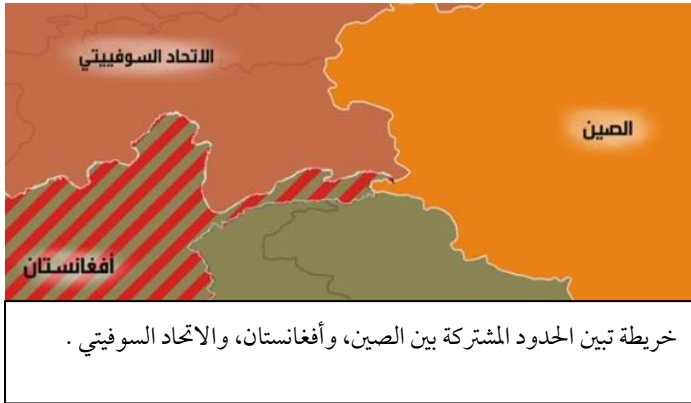 الاتحاد السوفييتي
الصين
أفغانستان
خريطة تبين الحدود المشتركة بين الصين، وأفغانستان، والاتحاد السوفيتي .